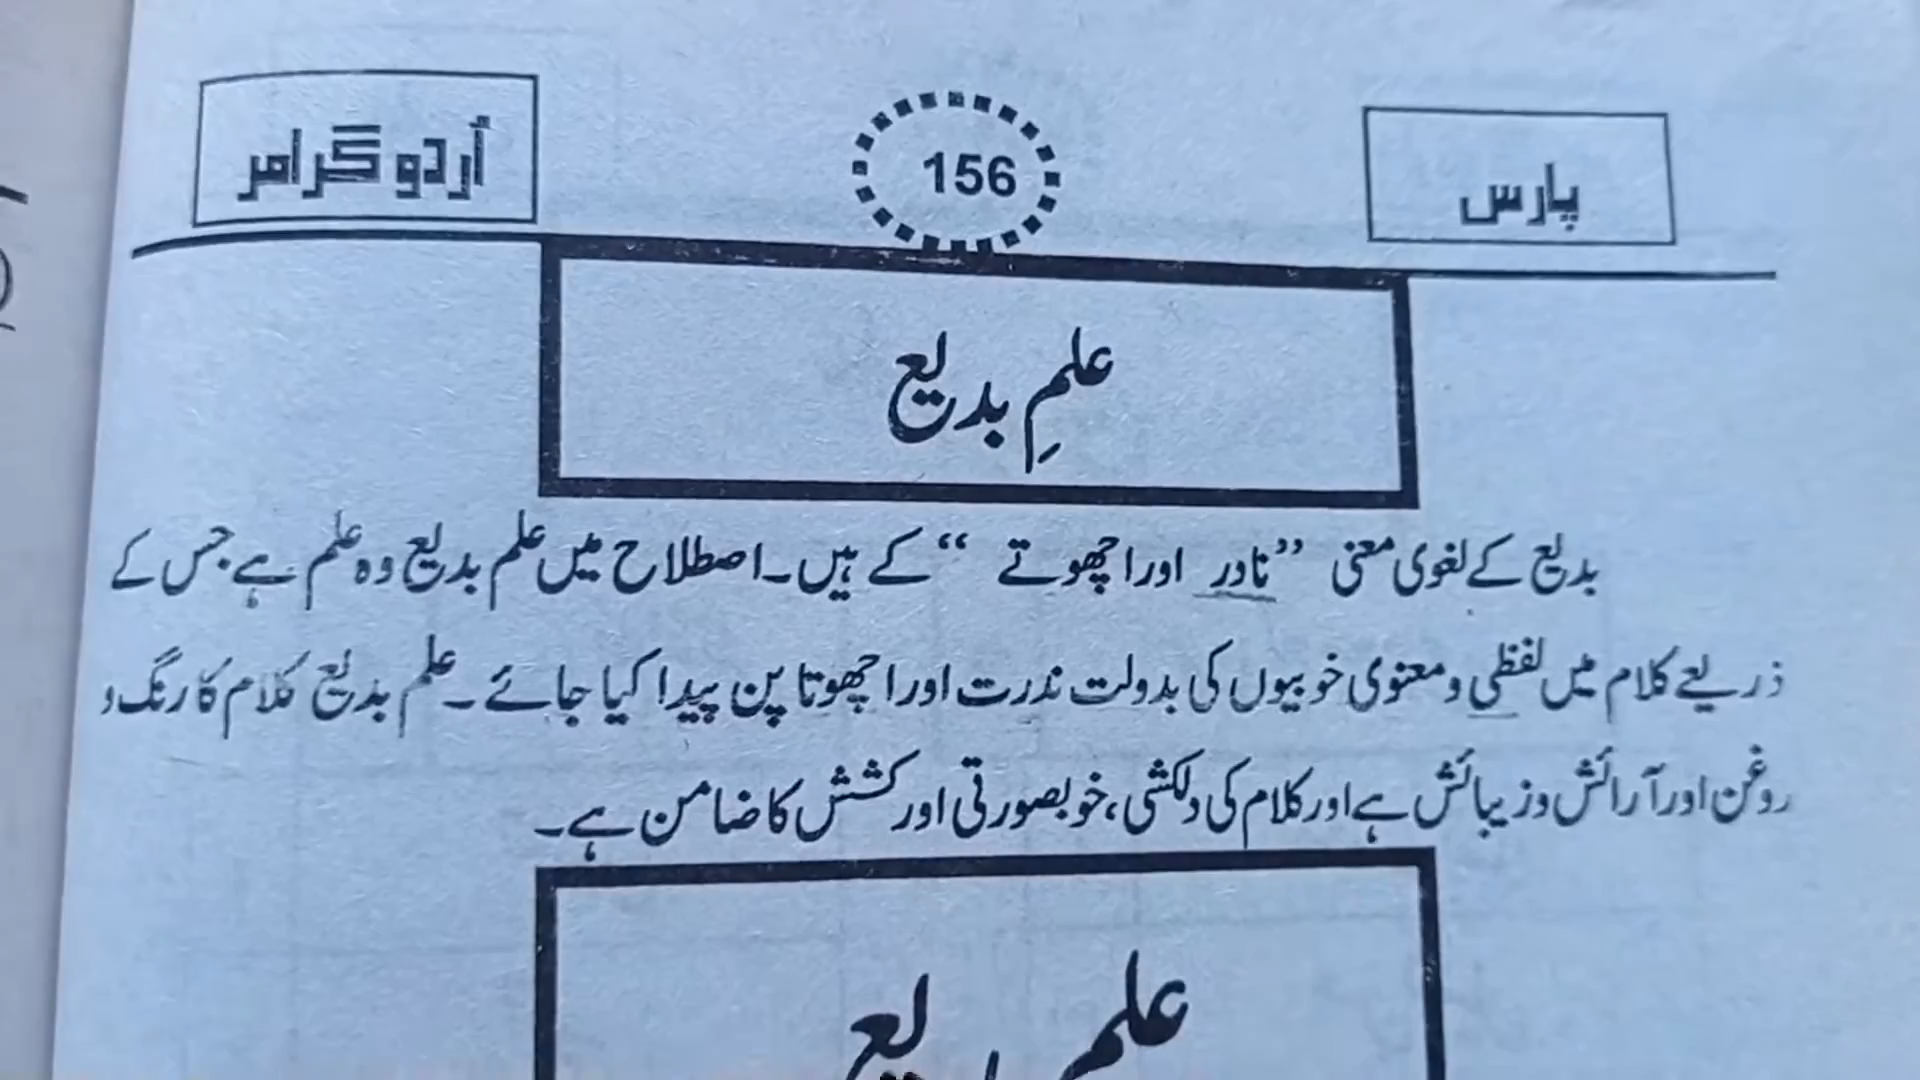 پارس
156
اُردو گرامر
علمِ بدیع
بدیع کے لغوی معنی ”نادر اور اچھوتے “ کے ہیں۔ اصطلاح میں علم بدیع وہ علم ہے جس کے
ذریعے کلام میں لفظی و معنوی خوبیوں کی بدولت ندرت اور اچھوتا پن پیدا کیا جائے ۔ علم بدیع کلام کا رنگ و
روغن اور آرائش و زیبائش ہے اور کلام کی دلکشی، خوبصورتی اور کشش کا ضامن ہے۔
علم بدیع